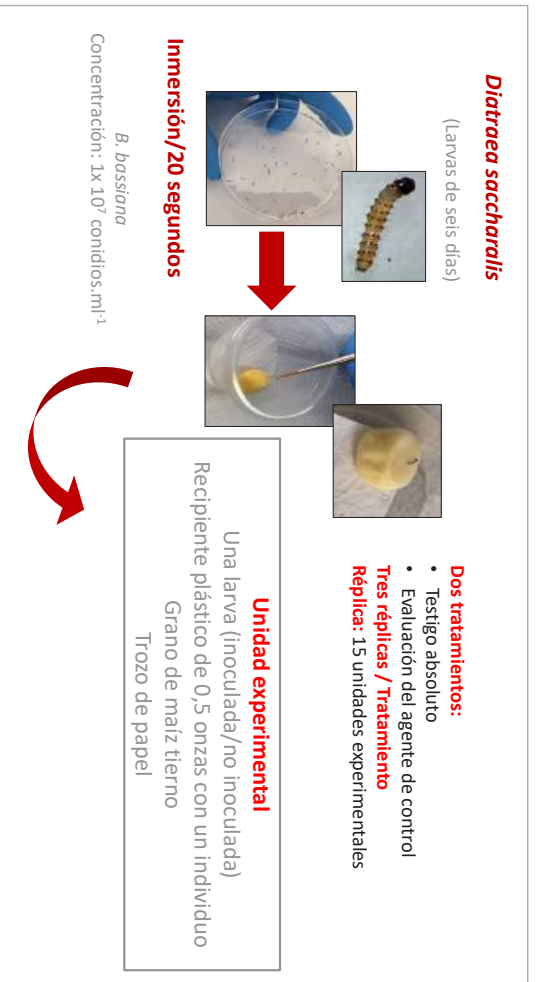 Diatraea saccharalis
(Larvas de seis días)
Inmersión/20 segundos
B. bassiana
Concentración: 1x 10⁷ conidios.ml⁻¹
Dos tratamientos:
• Testigo absoluto
• Evaluación del agente de control
Tres réplicas / Tratamiento
Réplica: 15 unidades experimentales
Unidad experimental
Una larva (inoculada/no inoculada)
Recipiente plástico de 0,5 onzas con un individuo
Grano de maíz tierno
Trozo de papel